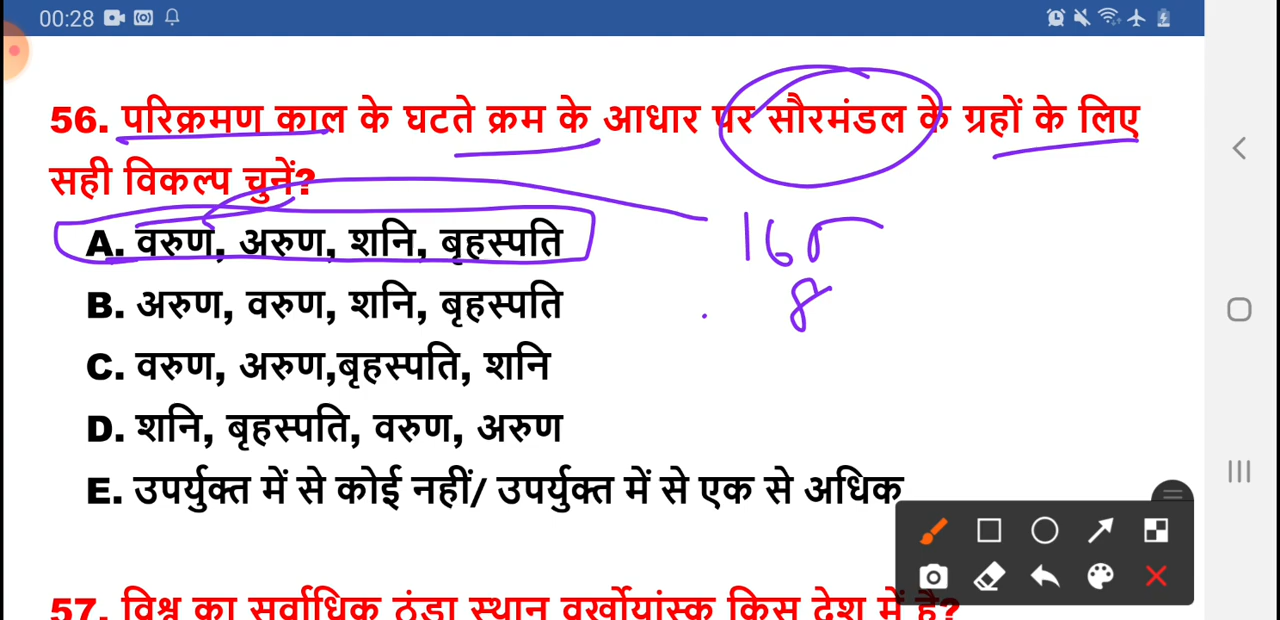 00:28
56. परिक्रमण काल के घटते क्रम के आधार पर सौरमंडल के ग्रहों के लिए
सही विकल्प चुनें?
A. वरुण, अरुण, शनि, बृहस्पति
165
B. अरुण, वरुण, शनि, बृहस्पति
8
C. वरुण, अरुण,बृहस्पति, शनि
D. शनि, बृहस्पति, वरुण, अरुण
E. उपर्युक्त में से कोई नहीं/ उपर्युक्त में से एक से अधिक
57. विश्व का सर्वाधिक ठंडा स्थान वर्खोयांस्क किस देश में है?